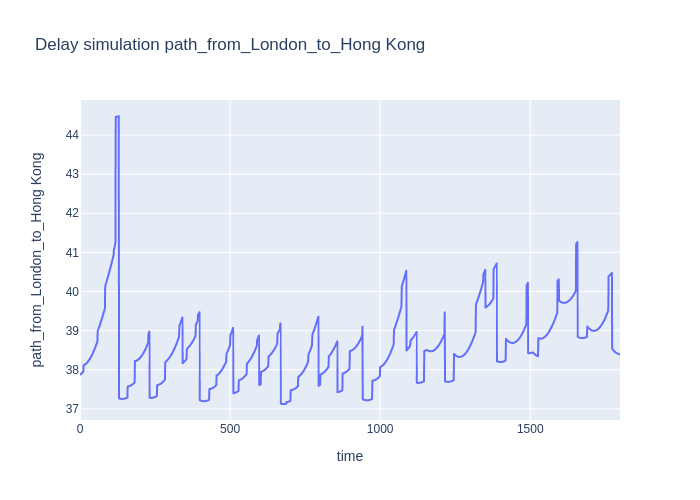 Delay simulation path_from_London_to_Hong Kong
path_from_London_to_Hong Kong
44
43
42
41
40
39
38
37
0 500 1000 1500
time